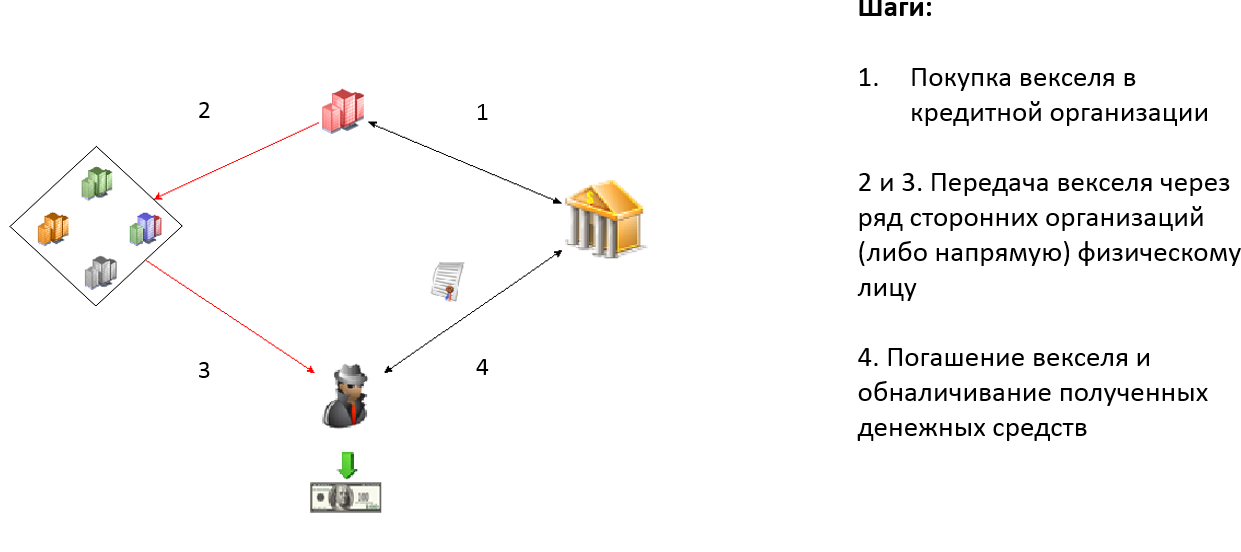 Шаги:
2
1
1. Покупка векселя в
кредитной организации
2 и 3. Передача векселя через
ряд сторонних организаций
(либо напрямую) физическому
лицу
3
4
4. Погашение векселя и
обналичивание полученных
денежных средств